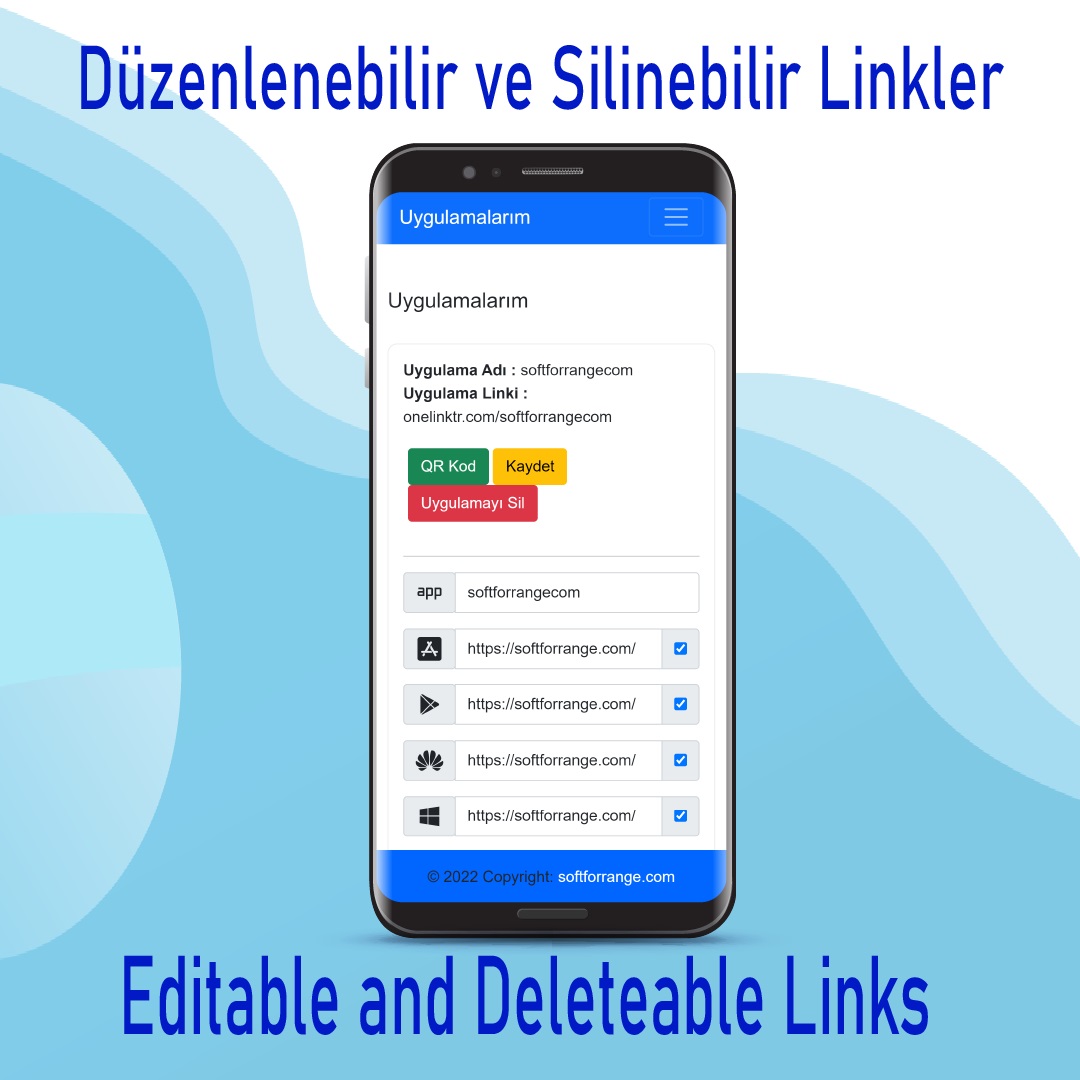 Düzenlenebilir ve Silinebilir Linkler
Uygulamalarım
Uygulamalarım
Uygulama Adı : softforrangecom
Uygulama Linki :
onelinktr.com/softforrangecom
QR Kod Kaydet
Uygulamayı Sil
app softforrangecom
https://softforrange.com/
https://softforrange.com/
https://softforrange.com/
https://softforrange.com/
© 2022 Copyright: softforrange.com
Editable and Deleteable Links